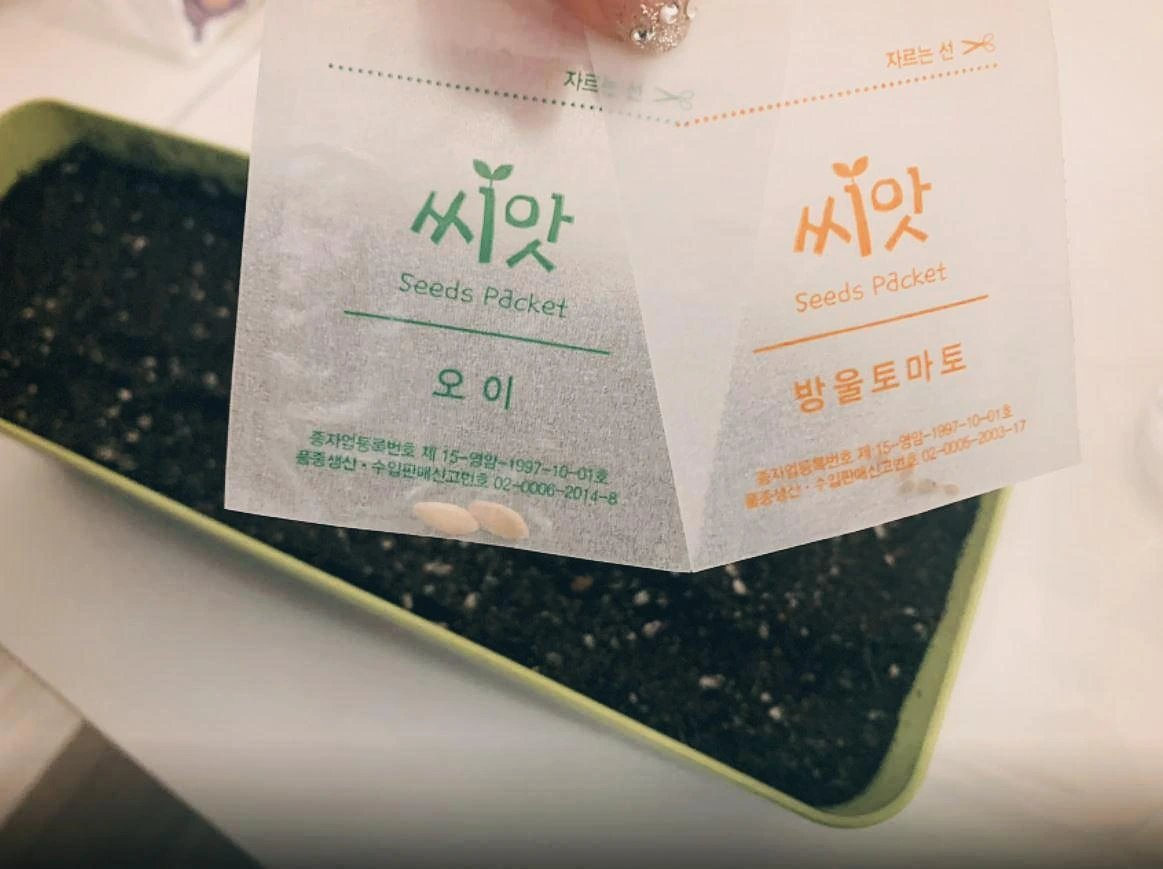 자르는 선
씨앗
Seeds Packet
오이
종자업등록번호 제 15-영암-1997-10-01호
품종생산·수입판매신고번호 02-0006-2014-8
자르는 선
씨앗
Seeds Packet
방울토마토
종자업등록번호 제 15-영암-1997-10-01호
품종생산·수입판매신고번호 02-0005-2003-17